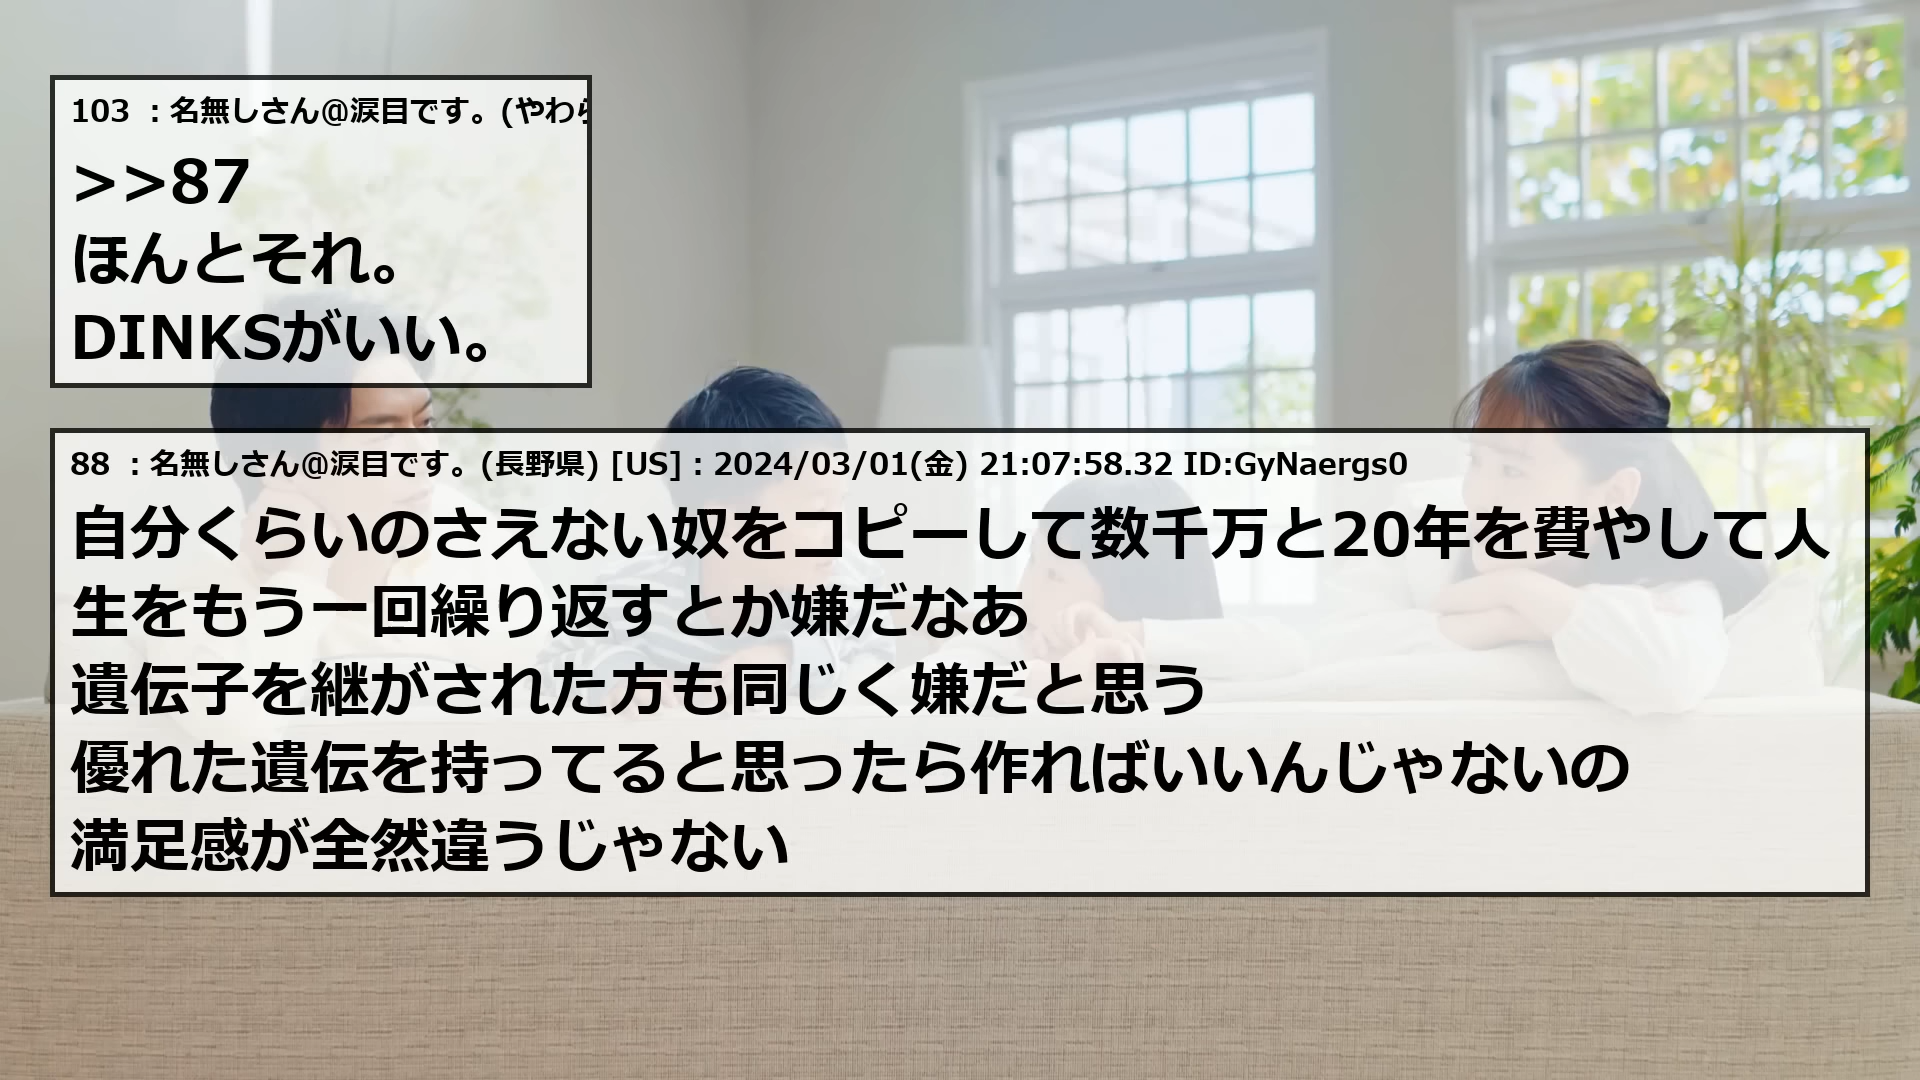 103 ：名無しさん@涙目です。(やわ
>>87
ほんとそれ。
DINKSがいい。
88 ：名無しさん@涙目です。(長野県) [US]：2024/03/01(金) 21:07:58.32 ID:GyNaergs0
自分くらいのさえない奴をコピーして数千万と20年を費やして人
生をもう一回繰り返すとか嫌だなあ
遺伝子を継がされた方も同じく嫌だと思う
優れた遺伝を持ってると思ったら作ればいいんじゃないの
満足感が全然違うじゃない